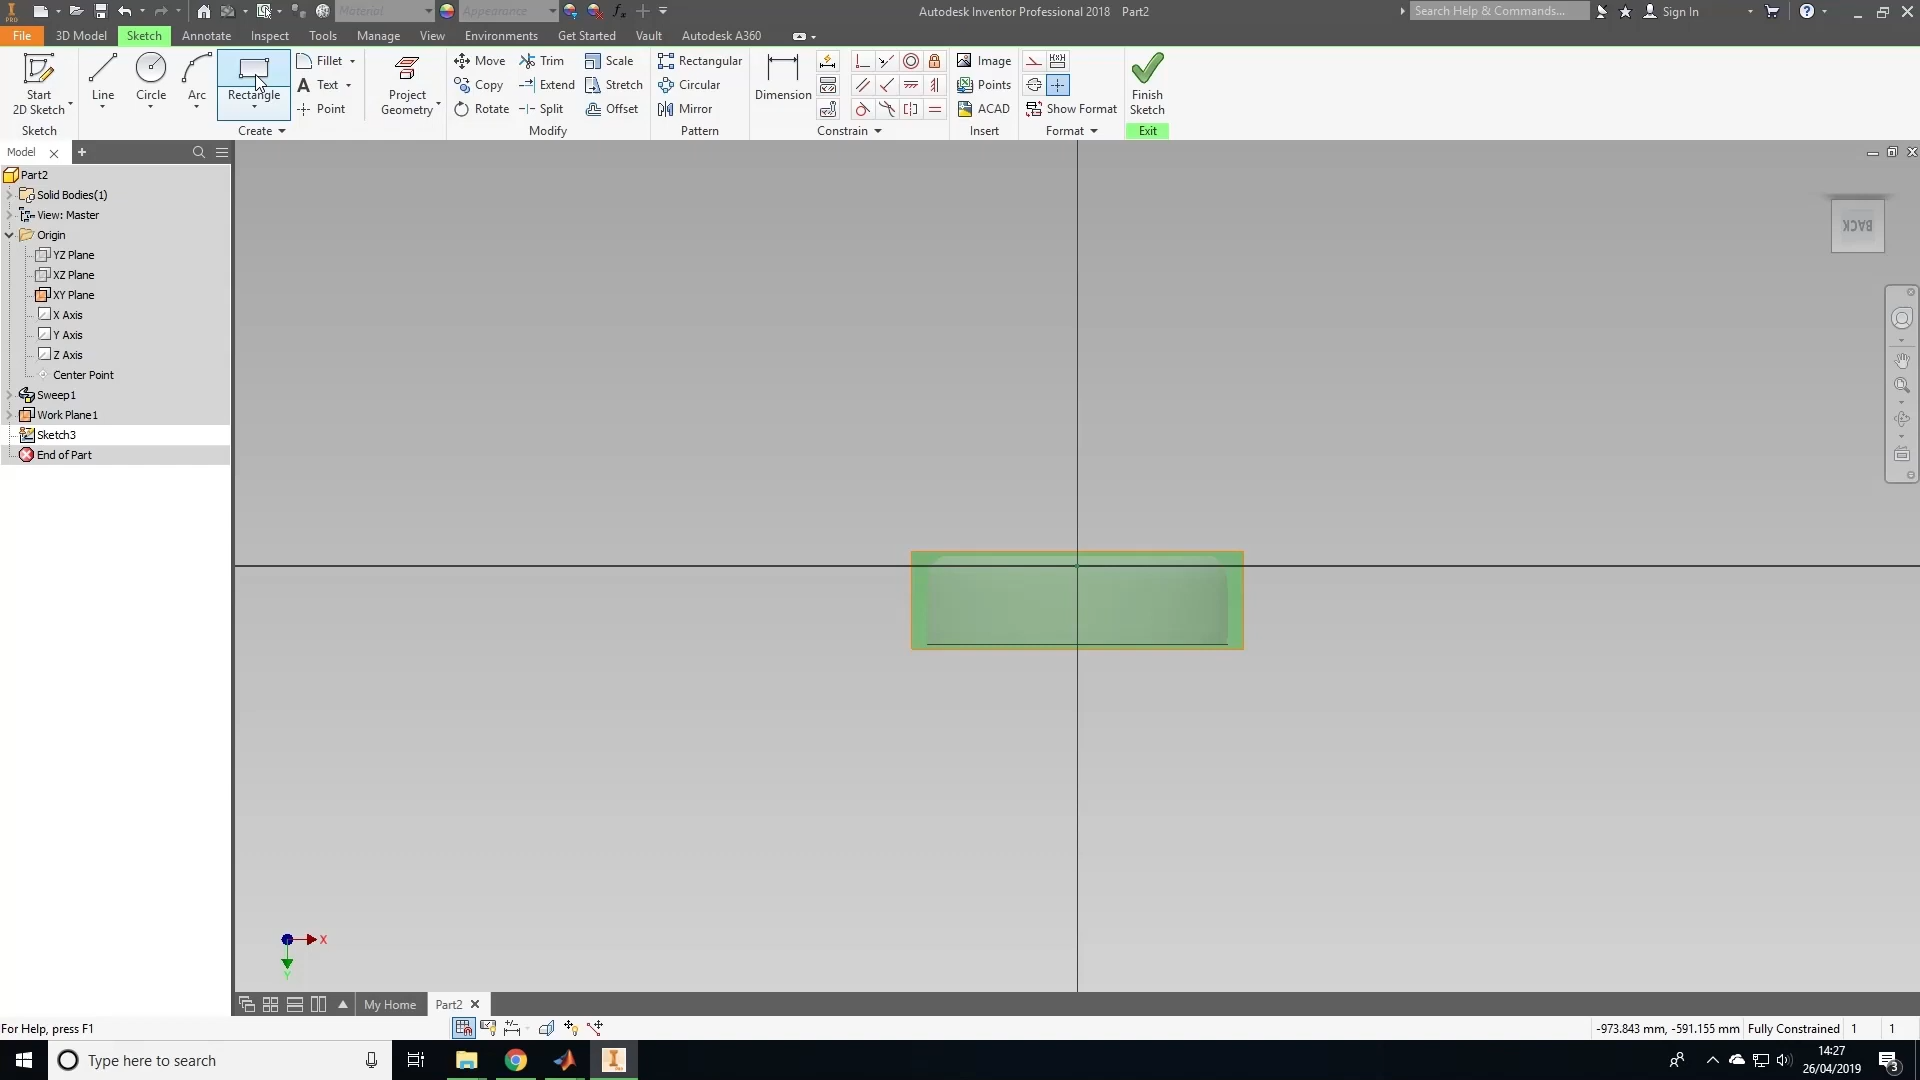 Material
Appearance
fx
Autodesk Inventor Professional 2018 Part2
Search Help & Commands...
Sign In
PRO
File 3D Model Sketch Annotate Inspect Tools Manage View Environments Get Started Vault Autodesk A360
Start
2D Sketch
Line
Circle
Arc
Rectangle
Fillet
Text
Point
Project
Geometry
Move Trim Scale
Copy Extend Stretch
Rotate Split Offset
Rectangular
Circular
Mirror
Dimension
Image
Points
ACAD
Show Format
Finish
Sketch
Sketch Create Modify Pattern Constrain Insert Format Exit
Model
Part2
Solid Bodies(1)
View: Master
Origin
YZ Plane
XZ Plane
XY Plane
X Axis
Y Axis
Z Axis
Center Point
Sweep1
Work Plane1
Sketch3
End of Part
BACK
X
Y
My Home Part2
For Help, press F1
-973.843 mm, -591.155 mm Fully Constrained 1 1
Type here to search
14:27
26/04/2019
3